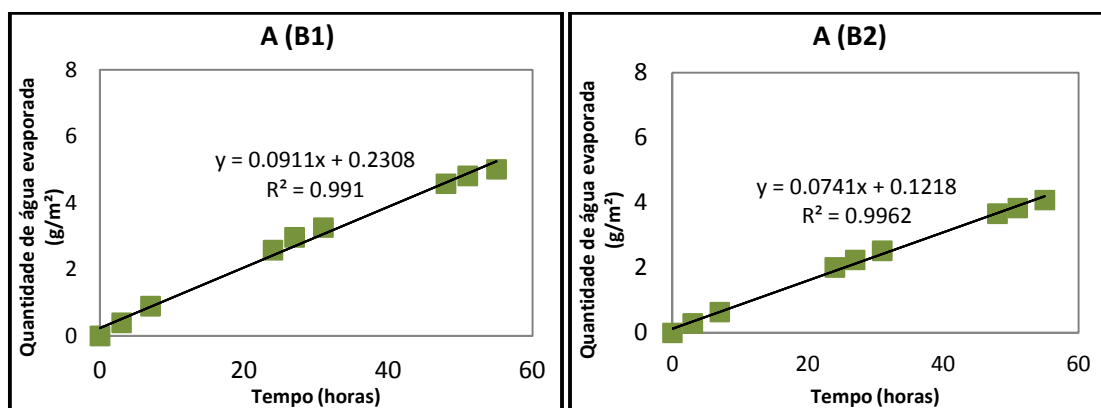 A (B1)
Quantidade de água evaporada
(g/m²)
8
6
4
2
0
y = 0.0911x + 0.2308
R² = 0.991
0
20
40
60
Tempo (horas)
A (B2)
Quantidade de água evaporada
(g/m²)
8
6
4
2
0
y = 0.0741x + 0.1218
R² = 0.9962
0
20
40
60
Tempo (horas)